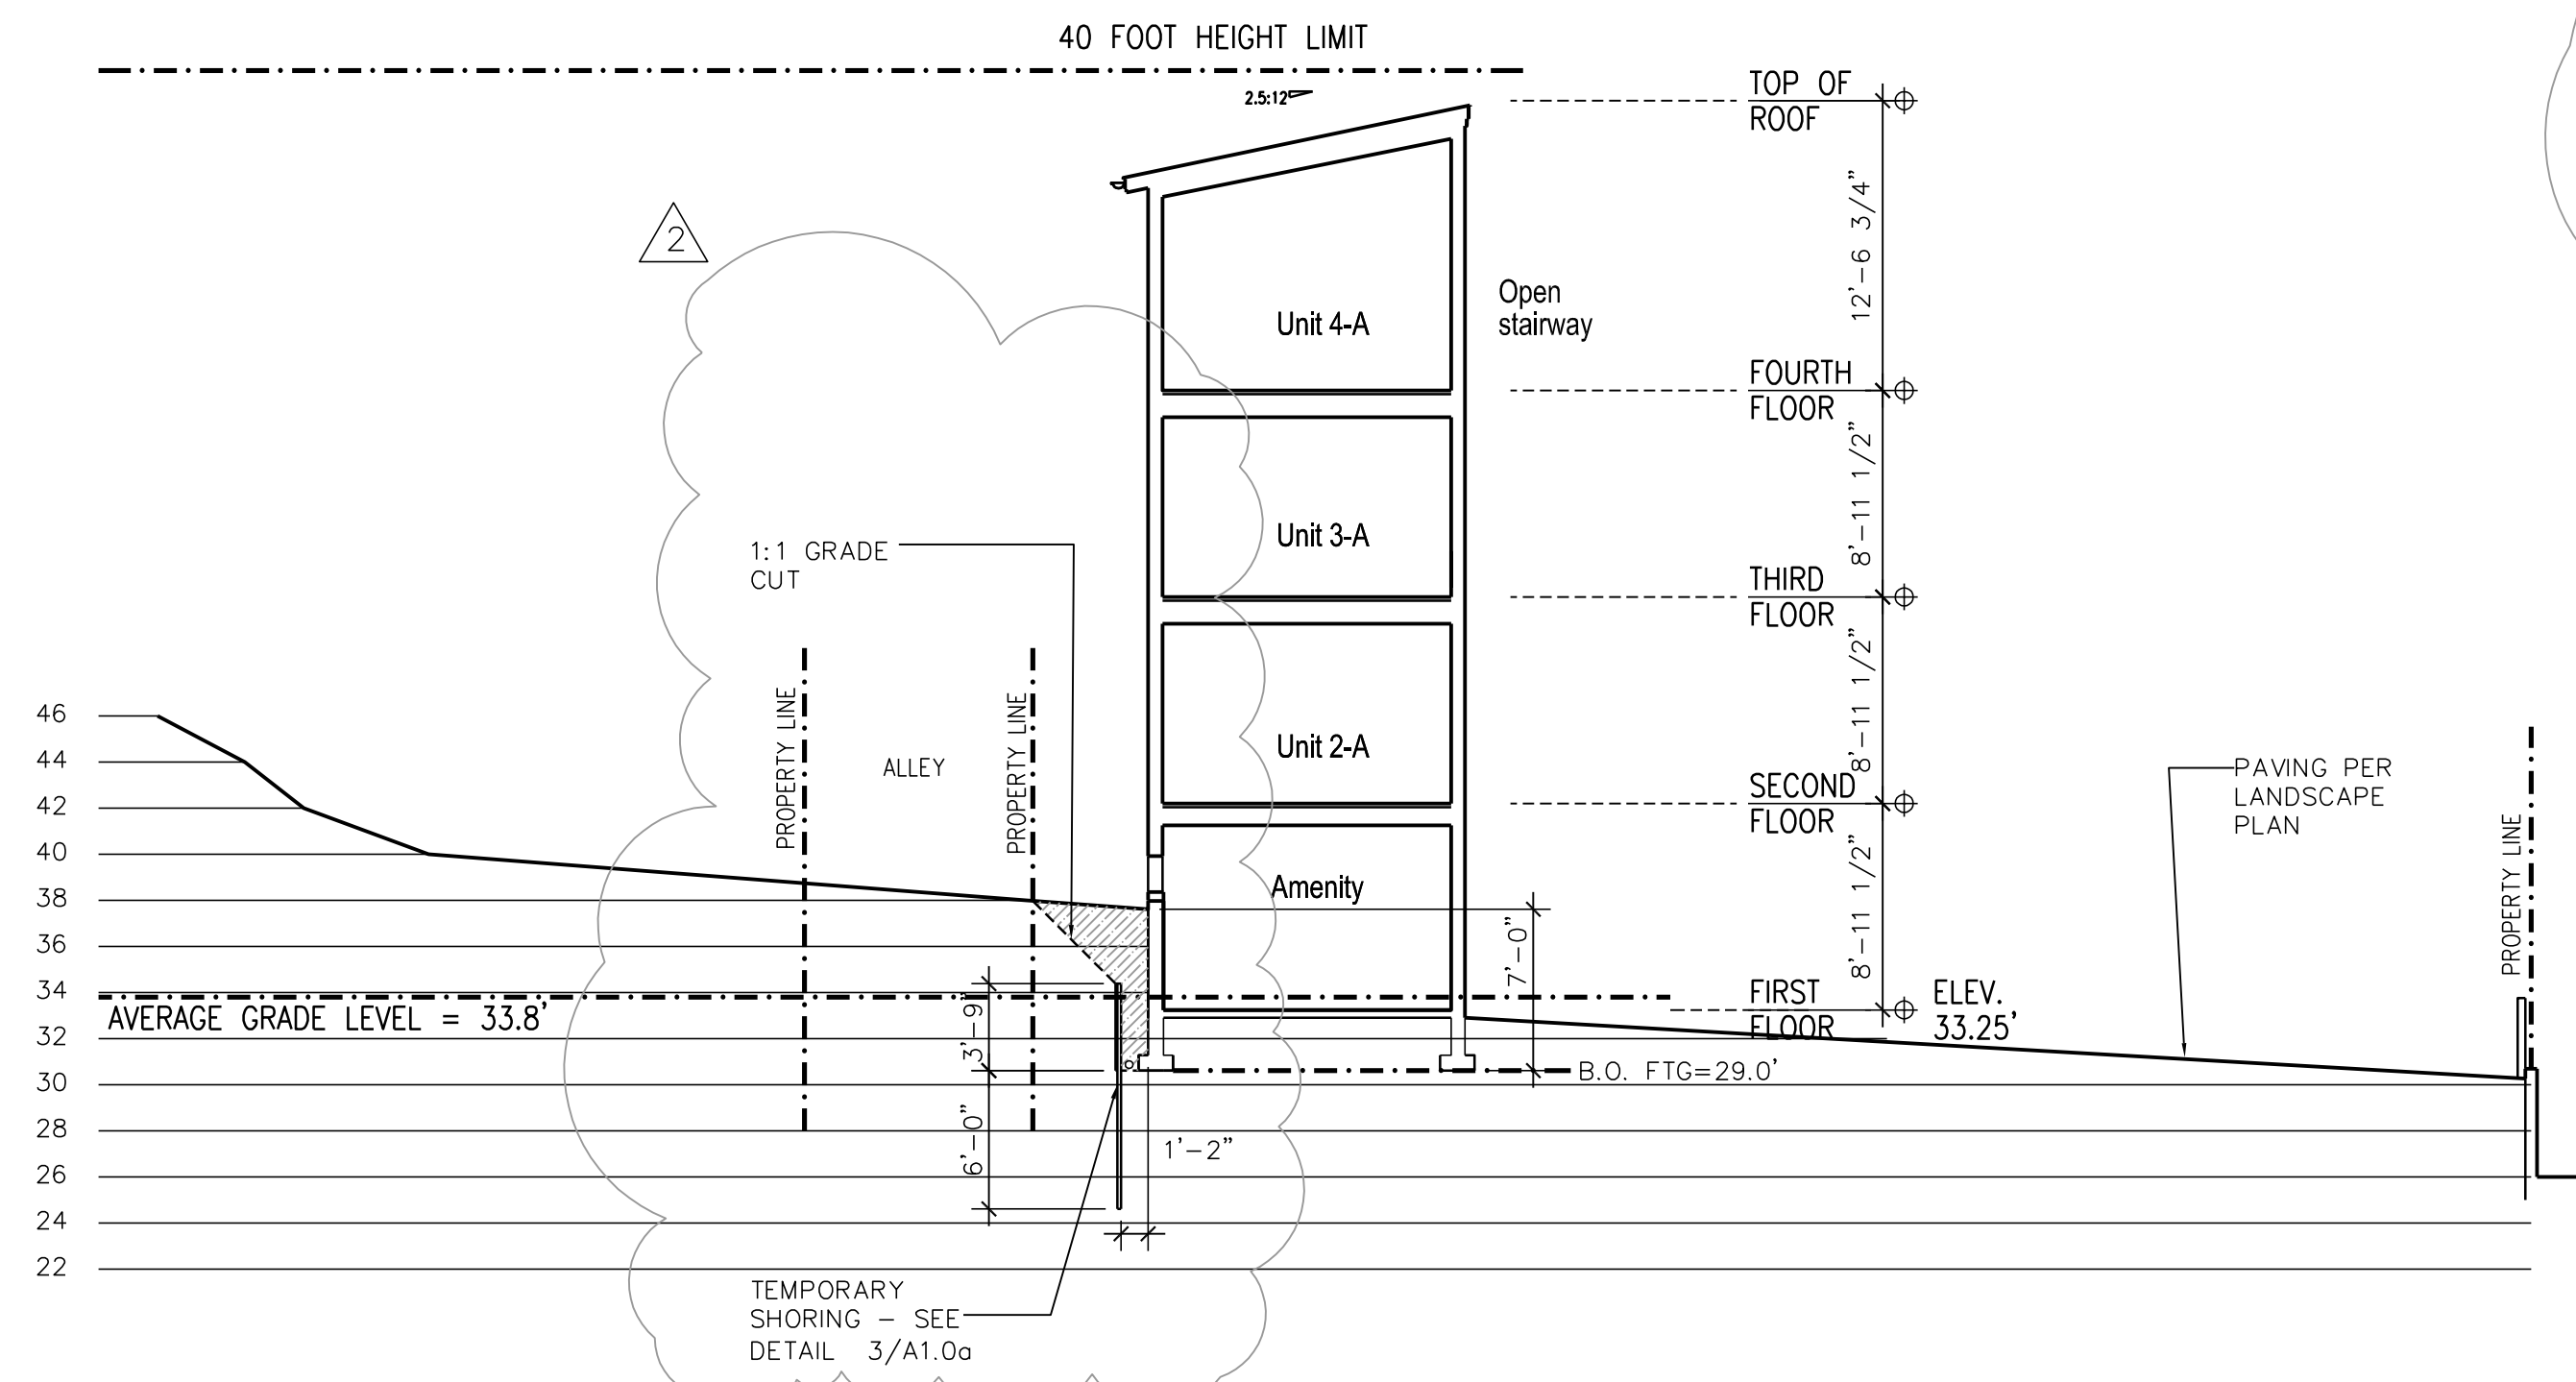 40 FOOT HEIGHT LIMIT
2.5:12
TOP OF
ROOF
12'-6 3/4"
2
Open
stairway
Unit 4-A
FOURTH
FLOOR
8'-11 1/2"
1:1 GRADE
CUT
Unit 3-A
THIRD
FLOOR
8'-11 1/2"
PROPERTY LINE
ALLEY
PROPERTY LINE
Unit 2-A
SECOND
FLOOR
8'-11 1/2"
PAVING PER
LANDSCAPE
PLAN
PROPERTY LINE
Amenity
7'-0"
FIRST
FLOOR
ELEV.
33.25'
46
44
42
40
38
36
34
AVERAGE GRADE LEVEL = 33.8'
32
30
28
26
24
22
3'-9"
6'-0"
B.O. FTG=29.0'
1'-2"
TEMPORARY
SHORING - SEE
DETAIL 3/A1.0a